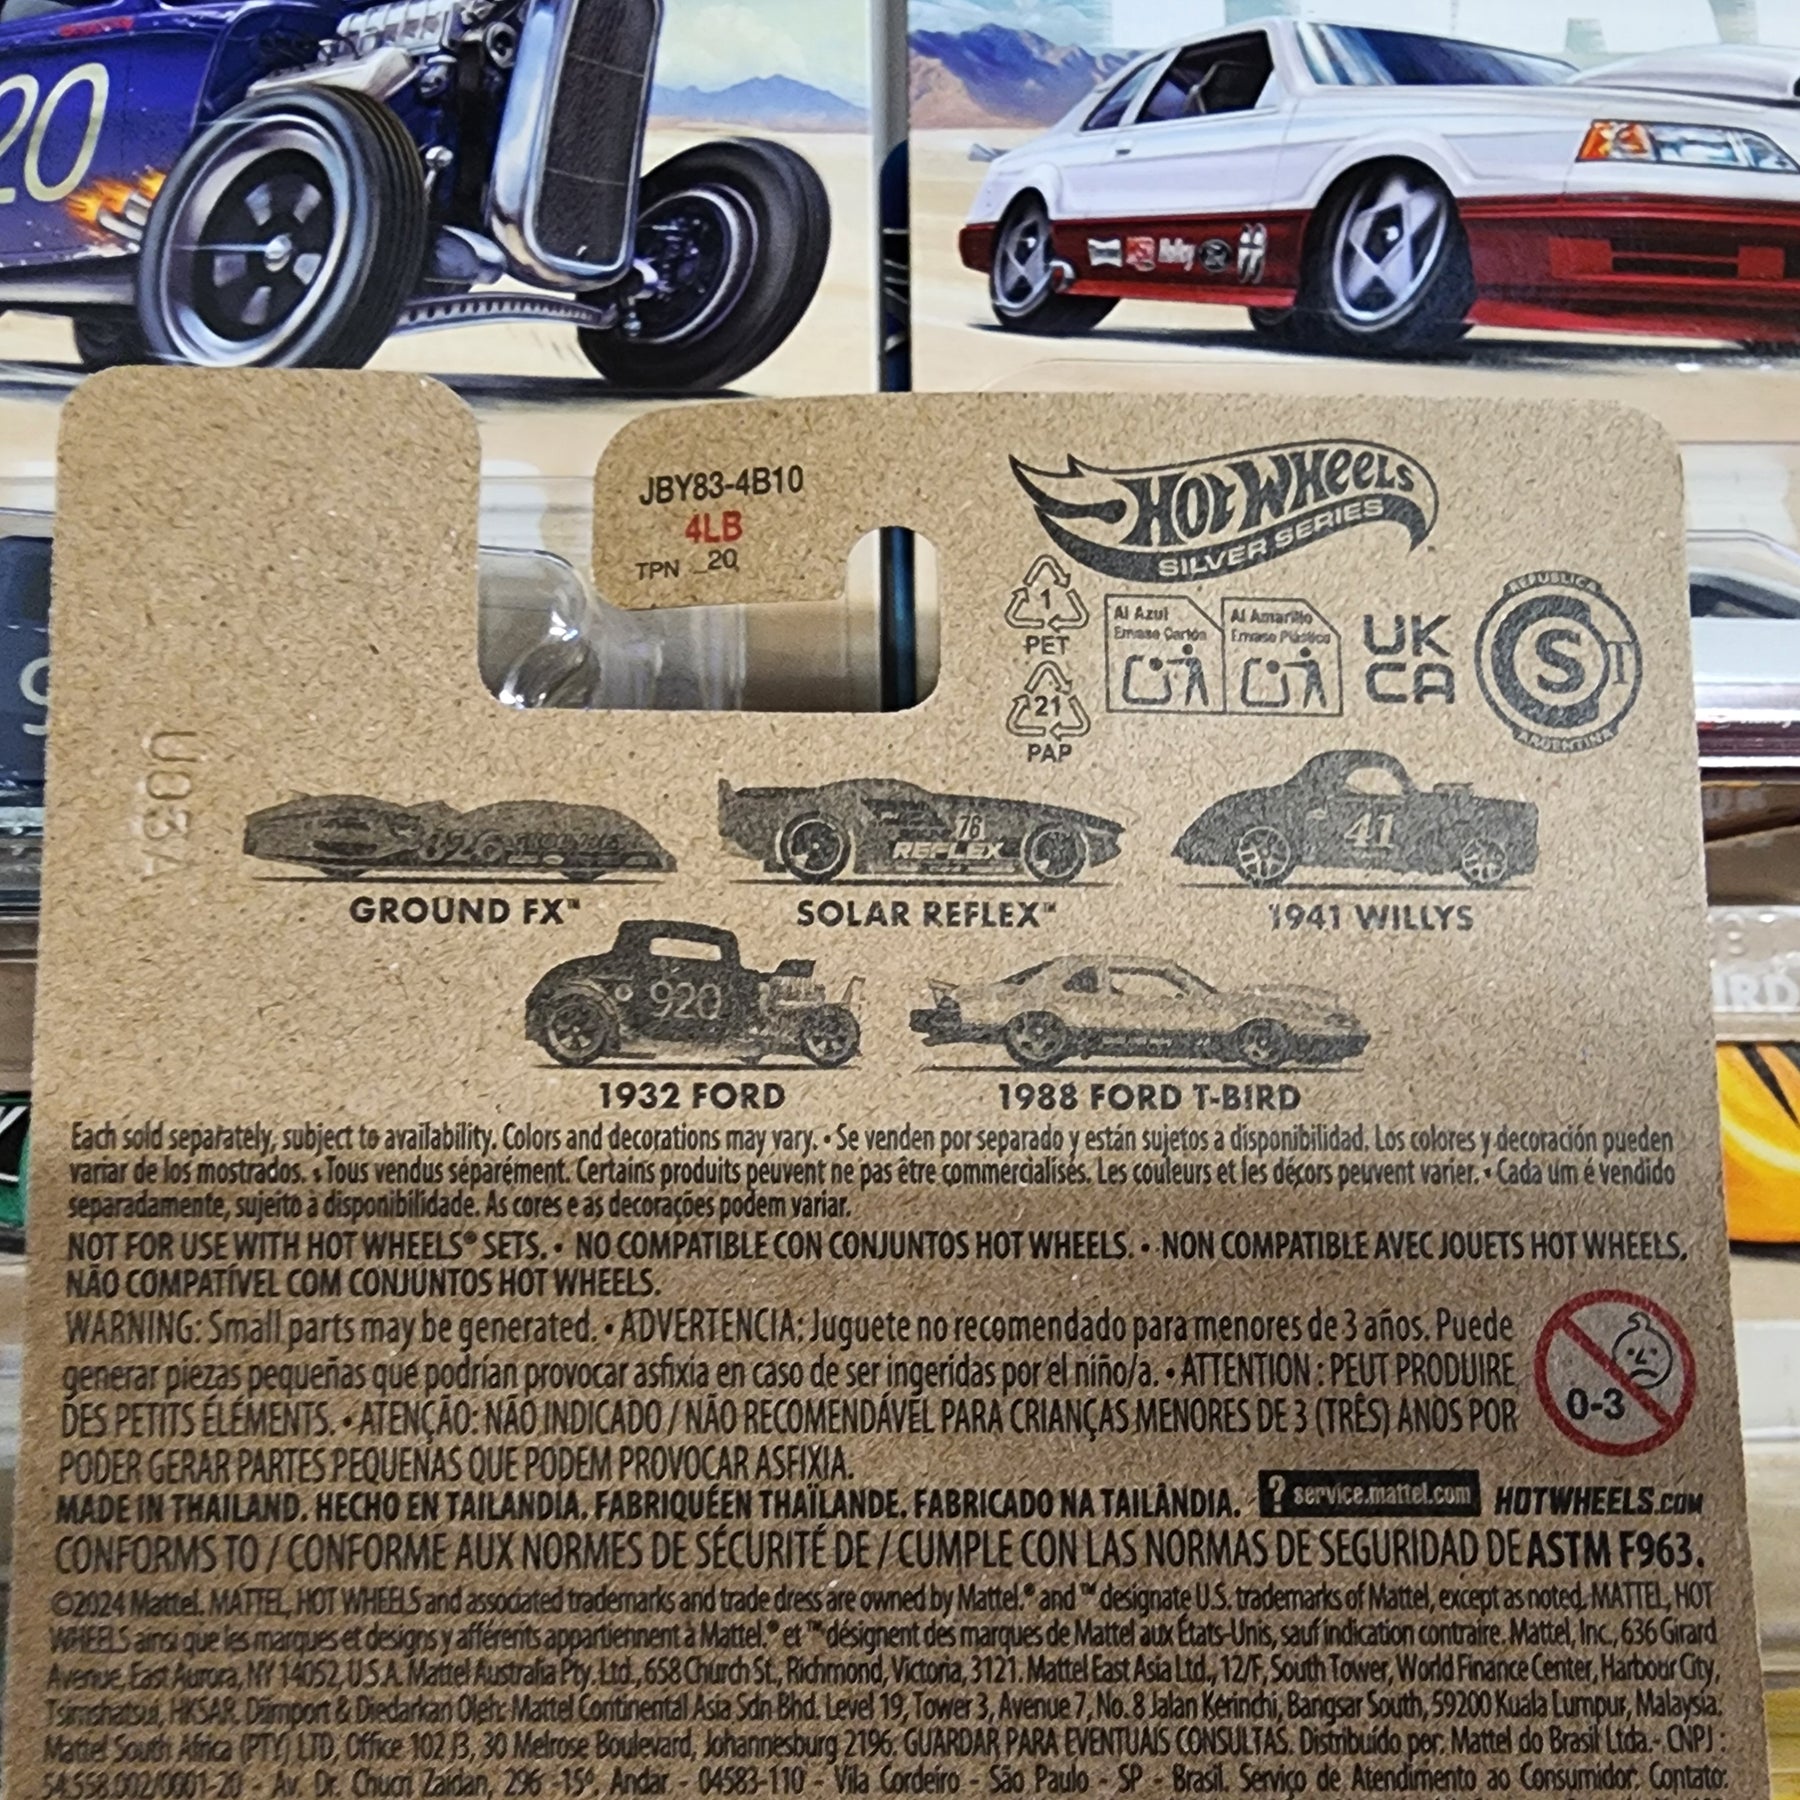 20
JBY83-4B10
4LB
TPN _20
HOT WHEELS
SILVER SERIES
1
PET
21
PAP
Al Azul
Envase Cartón
Al Amarillo
Envase Plástico
UK
CA
REPUBLICA
S
T
ARGENTINA
U03A
76
REFLEX
41
GROUND FX™
SOLAR REFLEX™
1941 WILLYS
920
1932 FORD
1988 FORD T-BIRD
Each sold separately, subject to availability. Colors and decorations may vary. • Se venden por separado y están sujetos a disponibilidad. Los colores y decoración pueden
variar de los mostrados. • Tous vendus séparément. Certains produits peuvent ne pas être commercialisés. Les couleurs et les décors peuvent varier. • Cada um é vendido
separadamente, sujeito à disponibilidade. As cores e as decorações podem variar.
NOT FOR USE WITH HOT WHEELS® SETS. • NO COMPATIBLE CON CONJUNTOS HOT WHEELS. • NON COMPATIBLE AVEC JOUETS HOT WHEELS.
NÃO COMPATÍVEL COM CONJUNTOS HOT WHEELS.
WARNING: Small parts may be generated. • ADVERTENCIA: Juguete no recomendado para menores de 3 años. Puede
generar piezas pequeñas que podrían provocar asfixia en caso de ser ingeridas por el niño/a. • ATTENTION : PEUT PRODUIRE
DES PETITS ÉLÉMENTS. • ATENÇÃO: NÃO INDICADO / NÃO RECOMENDÁVEL PARA CRIANÇAS MENORES DE 3 (TRÊS) ANOS POR
PODER GERAR PARTES PEQUENAS QUE PODEM PROVOCAR ASFIXIA.
0-3
MADE IN THAILAND. HECHO EN TAILANDIA. FABRIQUÉ EN THAÏLANDE. FABRICADO NA TAILÂNDIA. ? service.mattel.com HOTWHEELS.COM
CONFORMS TO / CONFORME AUX NORMES DE SÉCURITÉ DE / CUMPLE CON LAS NORMAS DE SEGURIDAD DE ASTM F963.
©2024 Mattel. MATTEL, HOT WHEELS and associated trademarks and trade dress are owned by Mattel.® and ™ designate U.S. trademarks of Mattel, except as noted. MATTEL, HOT
WHEELS ainsi que les marques et designs y afférents appartiennent à Mattel.® et ™ désignent des marques de Mattel aux États-Unis, sauf indication contraire. Mattel, Inc., 636 Girard
Avenue, East Aurora, NY 14052, U.S.A. Mattel Australia Pty. Ltd., 658 Church St., Richmond, Victoria, 3121. Mattel East Asia Ltd., 12/F, South Tower, World Finance Center, Harbour City,
Tsimshatsui, HKSAR. Diimport & Diedarkan Oleh: Mattel Continental Asia Sdn Bhd. Level 19, Tower 3, Avenue 7, No. 8 Jalan Kerinchi, Bangsar South, 59200 Kuala Lumpur, Malaysia.
Mattel South Africa (PTY) LTD, Office 102 I3, 30 Melrose Boulevard, Johannesburg 2196. GUARDAR PARA EVENTUAIS CONSULTAS. Distribuído por: Mattel do Brasil Ltda.- CNPJ :
54.558.002/0001-20 - Av. Dr. Chucri Zaidan, 296 -15º. Andar - 04583-110 - Vila Cordeiro - São Paulo - SP - Brasil. Serviço de Atendimento ao Consumidor: Contato: